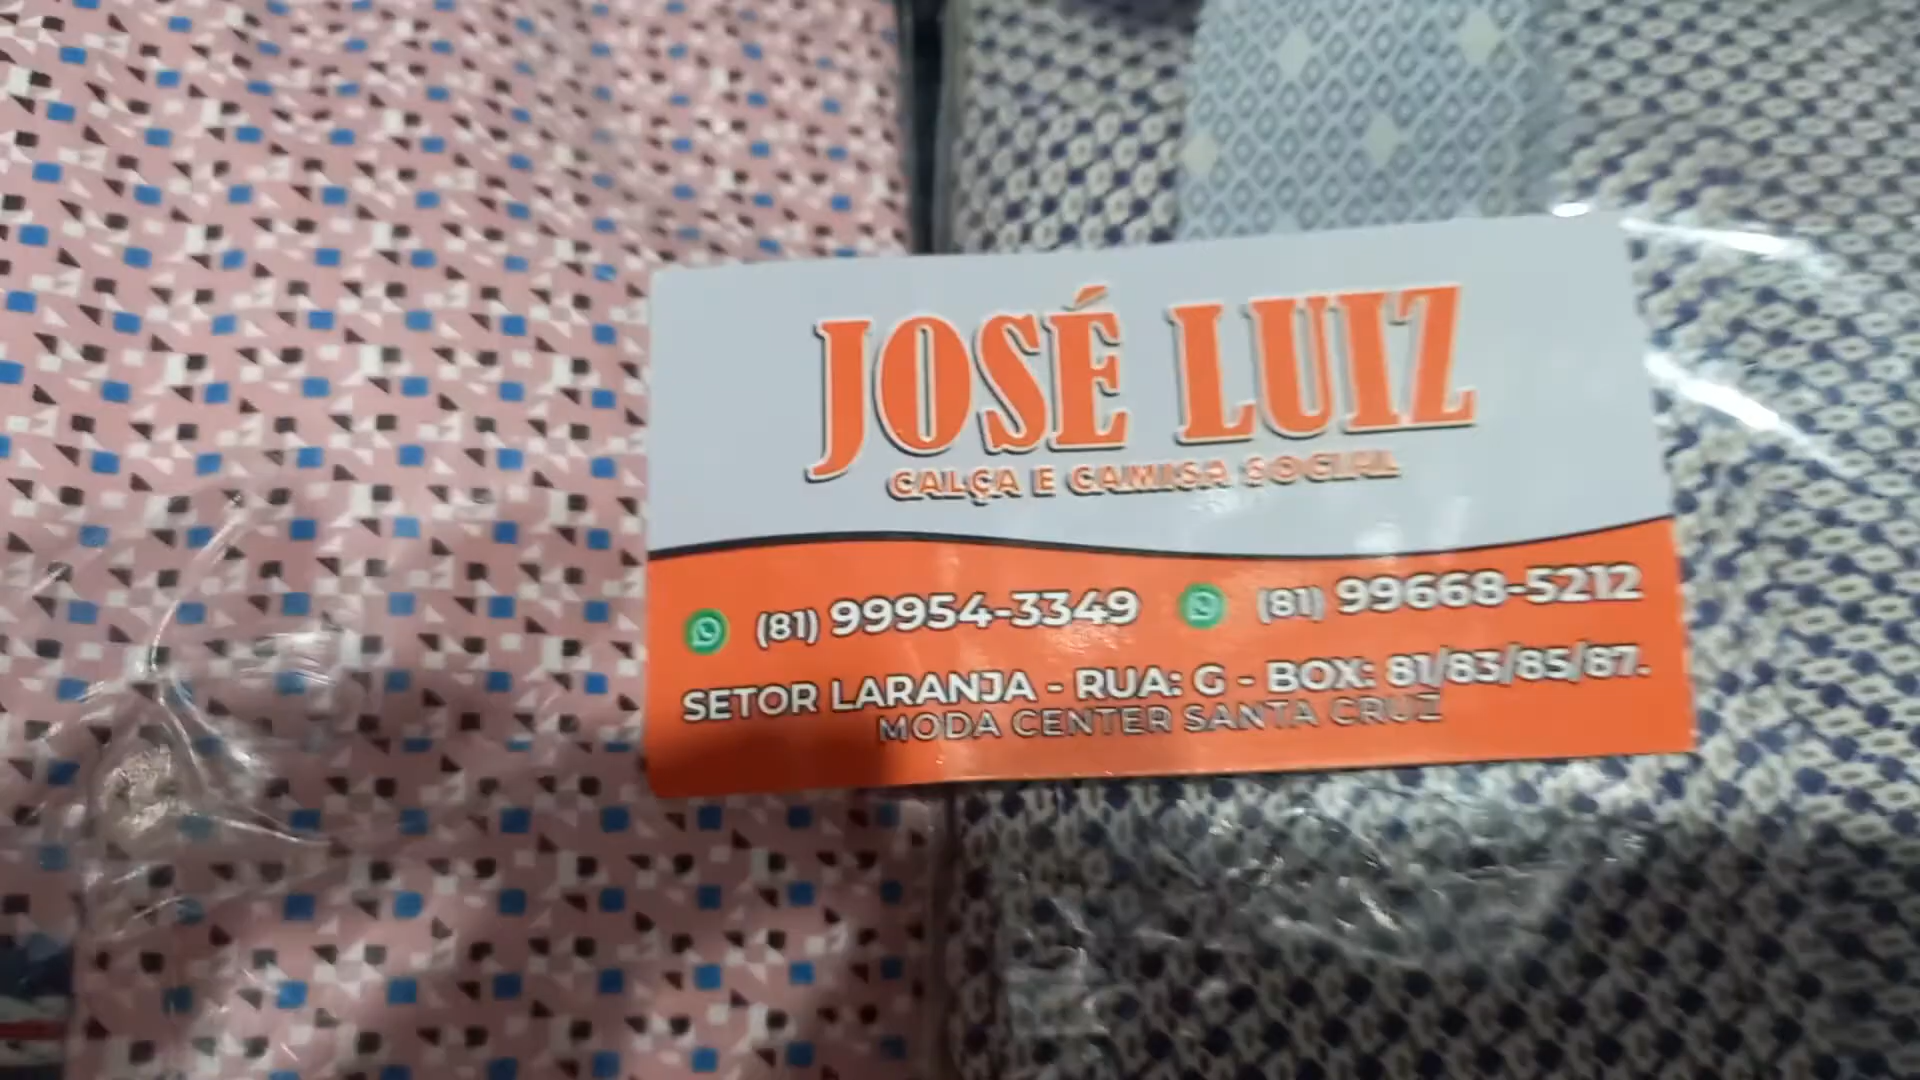 JOSÉ LUIZ
CALÇA E CAMISA SOCIAL
(81) 99954-3349 (81) 99668-5212
SETOR LARANJA - RUA: G - BOX: 81/83/85/87.
MODA CENTER SANTA CRUZ